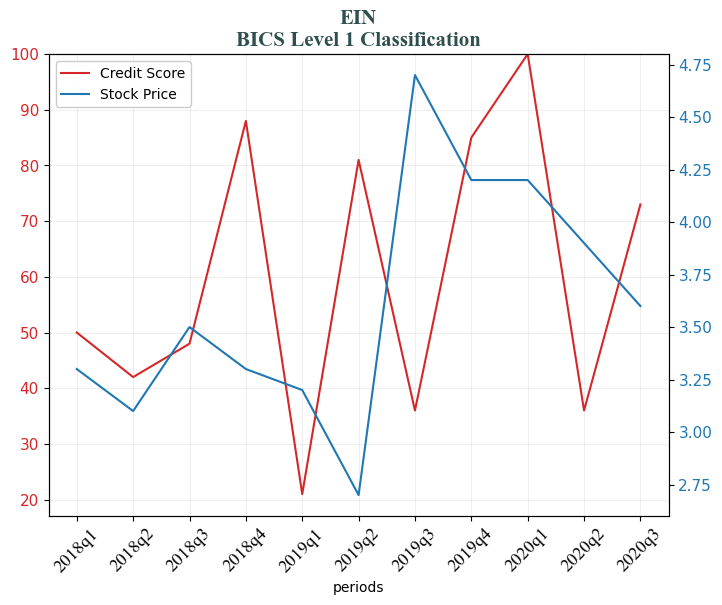 EIN
BICS Level 1 Classification
Credit Score
Stock Price
100
90
80
70
60
50
40
30
20
4.75
4.50
4.25
4.00
3.75
3.50
3.25
3.00
2.75
2018q1
2018q2
2018q3
2018q4
2019q1
2019q2
2019q3
2019q4
2020q1
2020q2
2020q3
periods